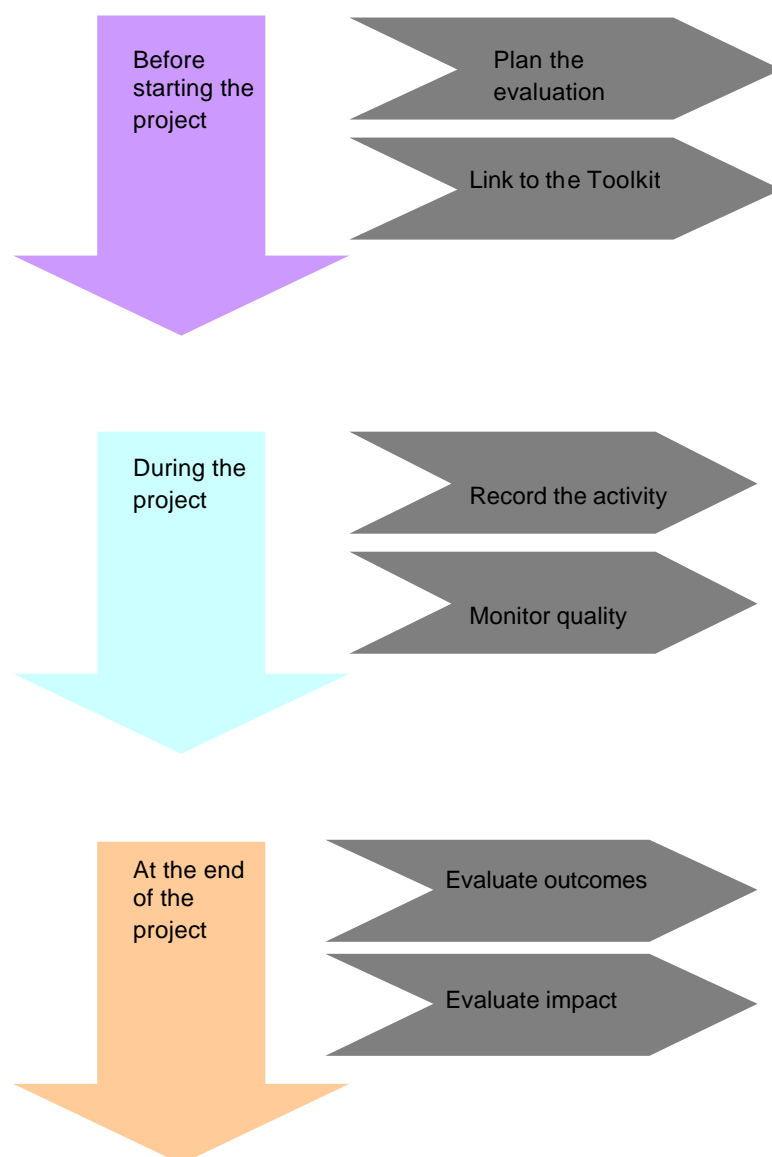 Before
starting the
project
Plan the
evaluation
Link to the Toolkit
During the
project
Record the activity
Monitor quality
At the end
of the
project
Evaluate outcomes
Evaluate impact